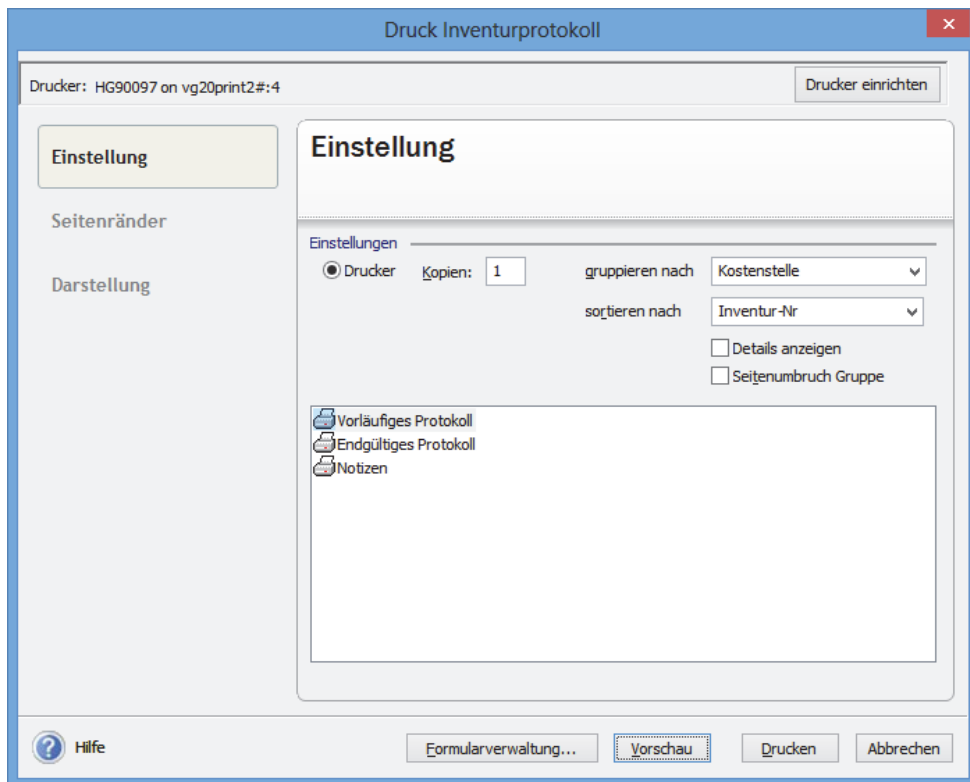 Druck Inventurprotokoll
Drucker: HG90097 on vg20print2#:4
Drucker einrichten
Einstellung
Seitenränder
Darstellung
Einstellung
Einstellungen
Drucker Kopien: 1 gruppieren nach Kostenstelle
sortieren nach Inventur-Nr
Details anzeigen
Seitenumbruch Gruppe
Vorläufiges Protokoll
Endgültiges Protokoll
Notizen
Hilfe Formularverwaltung... Vorschau Drucken Abbrechen